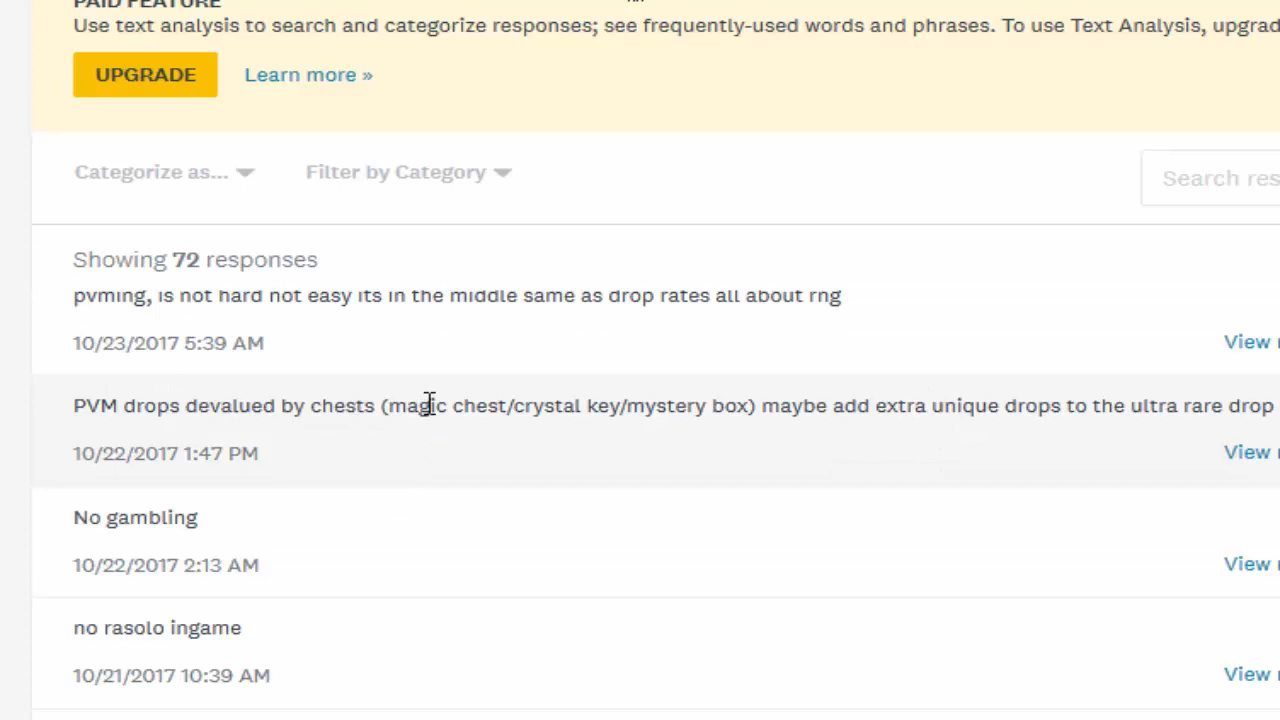 PAID FEATURE
Use text analysis to search and categorize responses; see frequently-used words and phrases. To use Text Analysis, upgrad
UPGRADE Learn more »
Categorize as... Filter by Category
Search res
Showing 72 responses
pvming, is not hard not easy its in the middle same as drop rates all about rng
10/23/2017 5:39 AM View
PVM drops devalued by chests (magic chest/crystal key/mystery box) maybe add extra unique drops to the ultra rare drop
10/22/2017 1:47 PM View
No gambling
10/22/2017 2:13 AM View
no rasolo ingame
10/21/2017 10:39 AM View